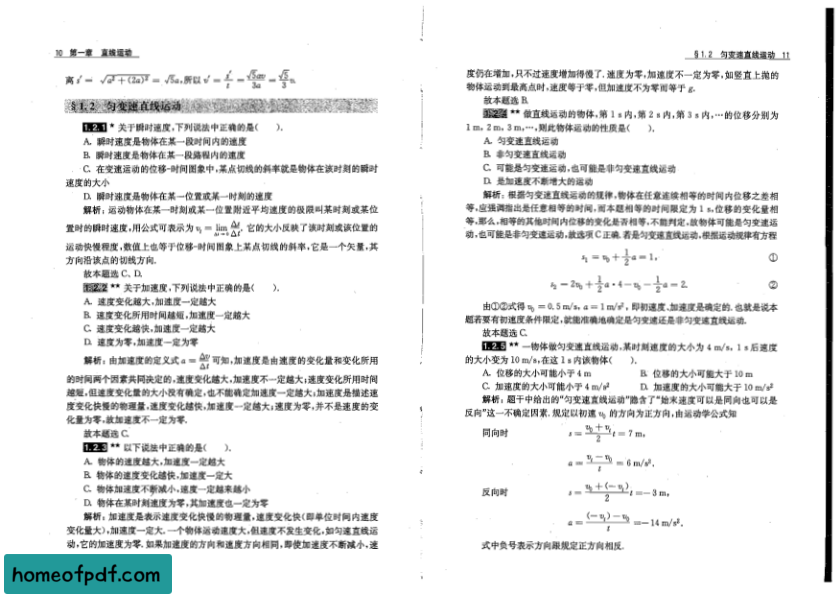 10 第一章 直线运动
离 s′ = √(a²+(2a)²) = √5a,所以 v′ = s′/t = √5av/3a = √5/3 v.
§1.2 匀变速直线运动
1.2.1 * 关于瞬时速度,下列说法中正确的是( ).
A. 瞬时速度是物体在某一段时间内的速度
B. 瞬时速度是物体在某一段路程内的速度
C. 在变速运动的位移-时间图象中,某点切线的斜率就是物体在该时刻的瞬时
速度的大小
D. 瞬时速度是物体在某一位置或某一时刻的速度
解析:运动物体在某一时刻或某一位置附近平均速度的极限叫某时刻或某位
置时的瞬时速度,用公式可表示为 vₜ = lim Δt→0 Δs/Δt. 它的大小反映了该时刻或该位置的
运动快慢程度,数值上也等于位移-时间图象上某点切线的斜率,它是一个矢量,其
方向沿该点的切线方向.
故本题选 C、D.
1.2.2 ** 关于加速度,下列说法中正确的是( ).
A. 速度变化越大,加速度一定越大
B. 速度变化所用时间越短,加速度一定越大
C. 速度变化越快,加速度一定越大
D. 速度为零,加速度一定为零
解析:由加速度的定义式 a = Δv/Δt 可知,加速度是由速度的变化量和变化所用
的时间两个因素共同决定的,速度变化越大,加速度不一定越大;速度变化所用时间
越短,但速度变化量的大小没有确定,也不能确定加速度一定越大;加速度是描述速
度变化快慢的物理量,速度变化越快,加速度一定越大;速度为零,并不是速度的变
化量为零,故加速度不一定为零.
故本题选 C.
1.2.3 ** 以下说法中正确的是( ).
A. 物体的速度越大,加速度一定越大
B. 物体的速度变化越快,加速度一定大
C. 物体加速度不断减小,速度一定越来越小
D. 物体在某时刻速度为零,其加速度也一定为零
解析:加速度是表示速度变化快慢的物理量,速度变化快(即单位时间内速度
变化量大),加速度一定大.一个物体运动速度大,但速度不发生变化,如匀速直线运
动,它的加速度为零.如果加速度的方向和速度方向相同,即使加速度不断减小,速
§1.2 匀变速直线运动 11
度仍在增加,只不过速度增加得慢了.速度为零,加速度不一定为零,如竖直上抛的
物体运动到最高点时,速度等于零,但加速度不为零而等于 g.
故本题选 B.
1.2.4 ** 做直线运动的物体,第 1 s 内,第 2 s 内,第 3 s 内,…的位移分别为
1 m, 2 m, 3 m,…,则此物体运动的性质是( ).
A. 匀变速直线运动
B. 非匀变速直线运动
C. 可能是匀变速运动,也可能是非匀变速直线运动
D. 是加速度不断增大的运动
解析:根据匀变速直线运动的规律,物体在任意连续相等的时间内位移之差相
等,应强调指出是任意相等的时间,而本题相等的时间限定为 1 s,位移的变化量相
等.那么,相等的其他时间内位移的变化是否相等,不能判定,故物体可能是匀变速运
动,也可能是非匀变速运动,故选项 C 正确.若是匀变速直线运动,根据运动规律有方程
s₁ = v₀ + ½a = 1, ①
s₂ = 2v₀ + ½a·4 − v₀ − ½a = 2. ②
由①②式得 v₀ = 0.5 m/s, a = 1 m/s², 即初速度、加速度是确定的.也就是说本
题若要有初速度条件限定,就能准确地确定是匀变速还是非匀变速直线运动.
故本题选 C.
1.2.5 ** 一物体做匀变速直线运动,某时刻速度的大小为 4 m/s, 1 s 后速度
的大小变为 10 m/s,在这 1 s 内该物体( ).
A. 位移的大小可能小于 4 m B. 位移的大小可能大于 10 m
C. 加速度的大小可能小于 4 m/s² D. 加速度的大小可能大于 10 m/s²
解析:题干中给出的“匀变速直线运动”隐含了“始末速度可以是同向也可以是
反向”这一不确定因素.规定以初速 v₀ 的方向为正方向,由运动学公式知
同向时 s = (v₀+vₜ)/2 t = 7 m,
a = (vₜ−v₀)/t = 6 m/s²,
反向时 s = (v₀+(−vₜ))/2 t = −3 m,
a = ((−vₜ)−v₀)/t = −14 m/s².
式中负号表示方向跟规定正方向相反.
homeofpdf.com